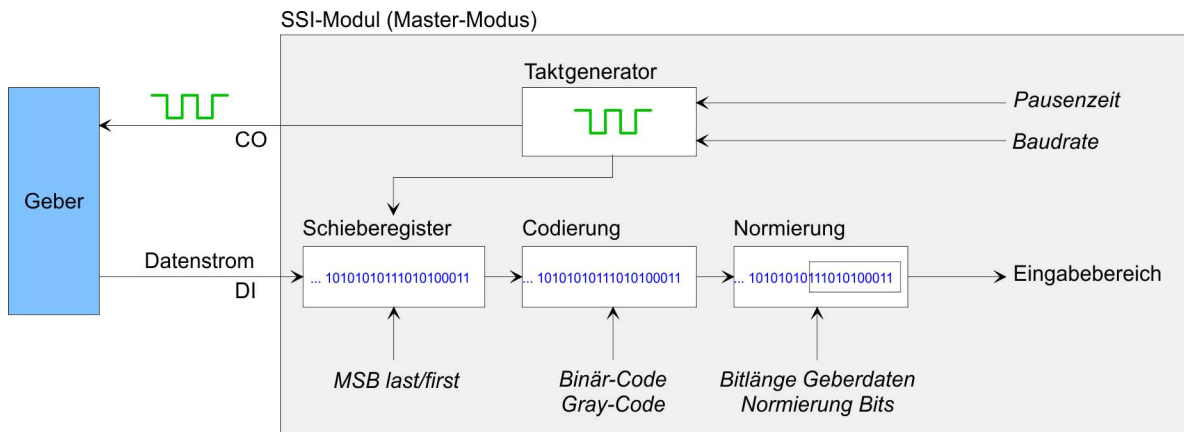 SSI-Modul (Master-Modus)
Taktgenerator
Pausenzeit
CO
Baudrate
Geber
Schieberegister
Codierung
Normierung
Datenstrom
... 10101010111010100011
... 10101010111010100011
... 10101010111010100011
Eingabebereich
DI
MSB last/first
Binär-Code
Gray-Code
Bitlänge Geberdaten
Normierung Bits